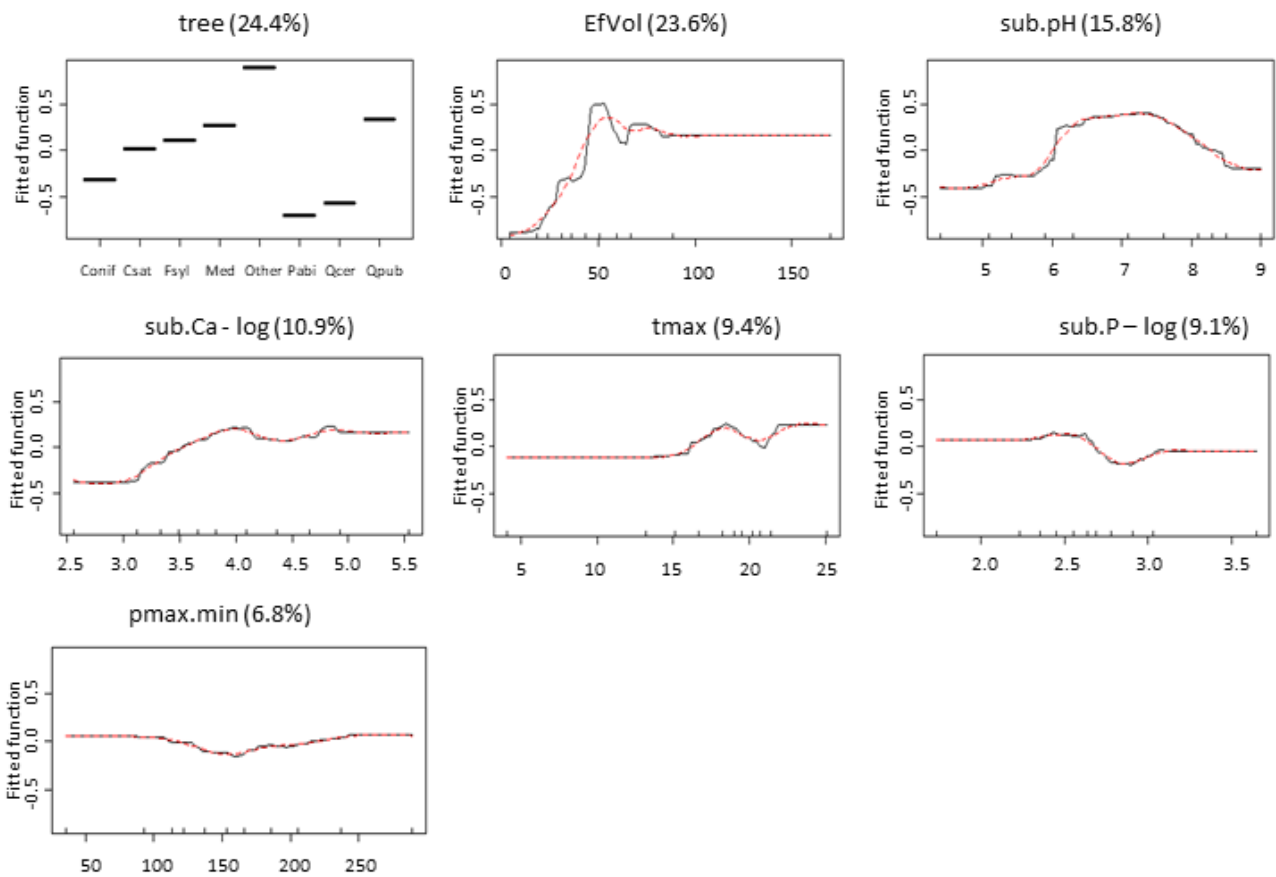 tree (24.4%) EfVol (23.6%) sub.pH (15.8%)
Fitted function
-0.5 0.0 0.5
Conif Csat Fsyl Med Other Pabi Qcer Qpub
Fitted function
-0.5 0.0 0.5
0 50 100 150
Fitted function
-0.5 0.0 0.5
5 6 7 8 9
sub.Ca - log (10.9%) tmax (9.4%) sub.P – log (9.1%)
Fitted function
-0.5 0.0 0.5
2.5 3.0 3.5 4.0 4.5 5.0 5.5
Fitted function
-0.5 0.0 0.5
5 10 15 20 25
Fitted function
-0.5 0.0 0.5
2.0 2.5 3.0 3.5
pmax.min (6.8%)
Fitted function
-0.5 0.0 0.5
50 100 150 200 250